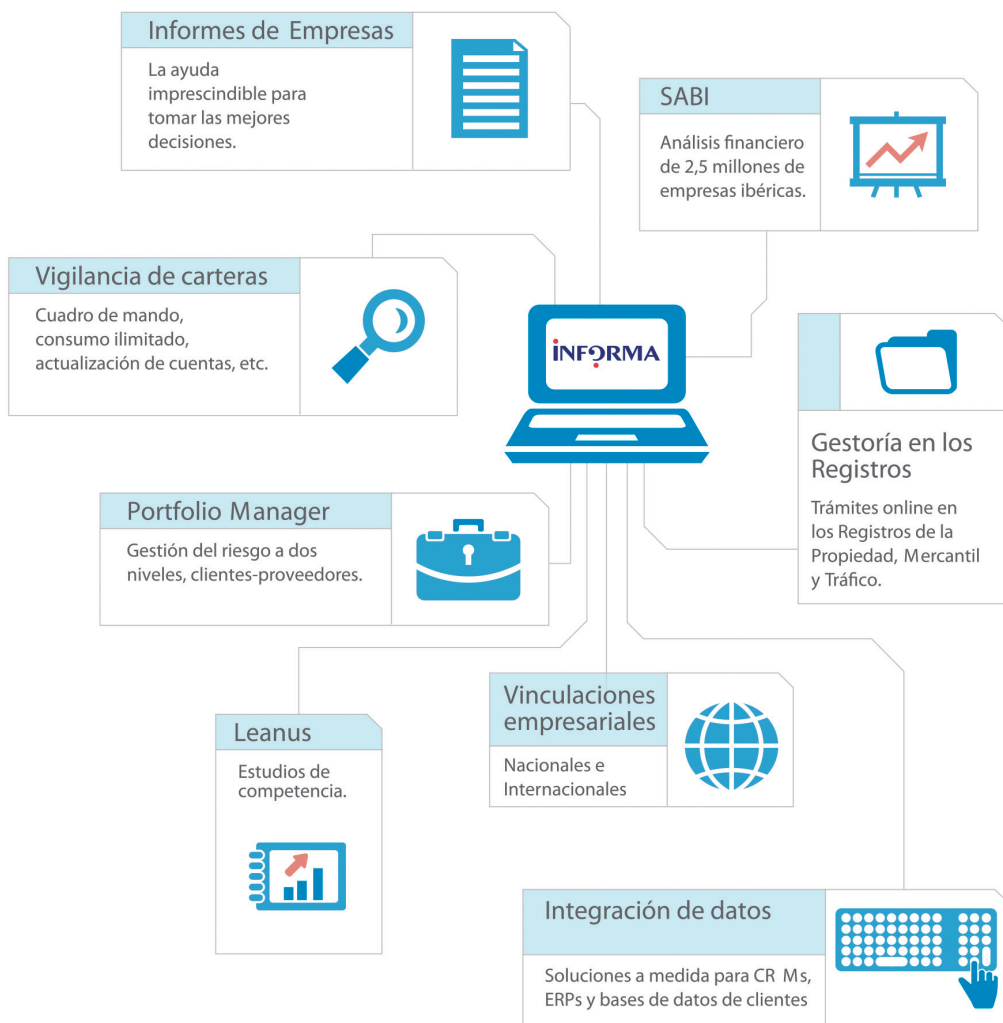 Informes de Empresas
La ayuda
imprescindible para
tomar las mejores
decisiones.
SABI
Análisis financiero
de 2,5 millones de
empresas ibéricas.
Vigilancia de carteras
Cuadro de mando,
consumo ilimitado,
actualización de cuentas, etc.
INFORMA
Gestoría en los
Registros
Trámites online en
los Registros de la
Propiedad, Mercantil
y Tráfico.
Portfolio Manager
Gestión del riesgo a dos
niveles, clientes-proveedores.
Vinculaciones
empresariales
Nacionales e
Internacionales
Leanus
Estudios de
competencia.
Integración de datos
Soluciones a medida para CR Ms,
ERPs y bases de datos de clientes